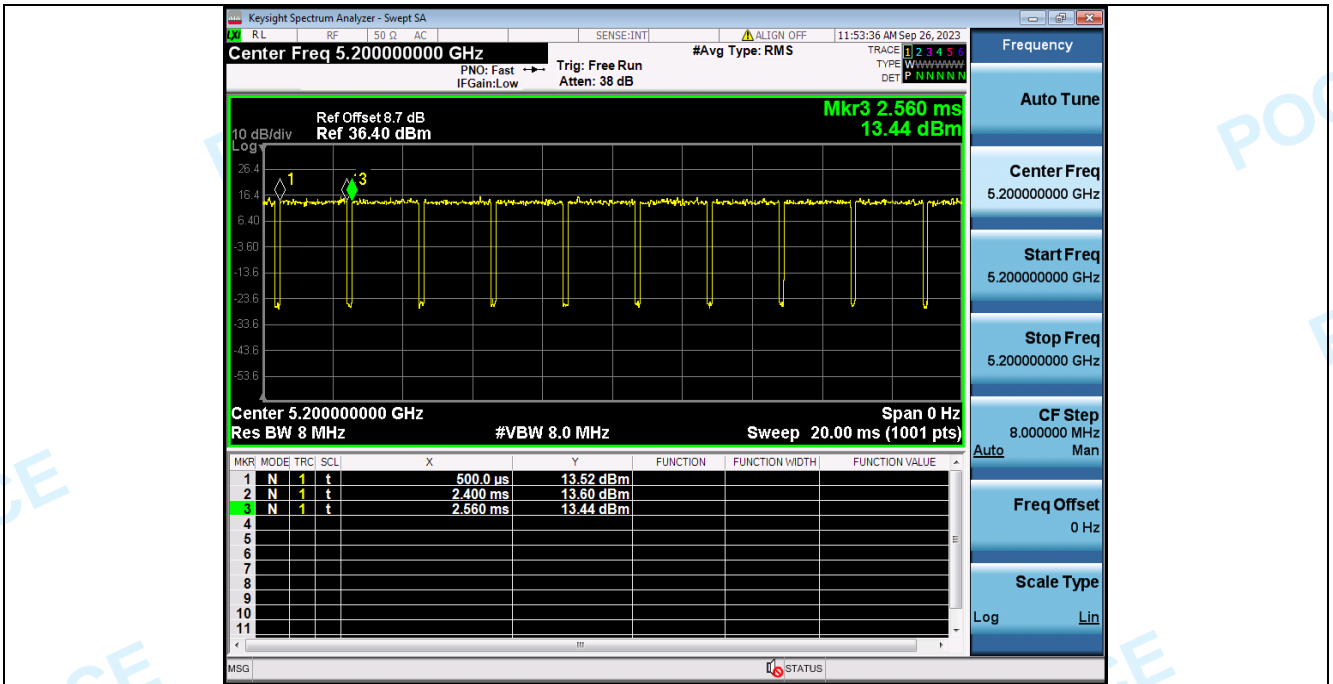 Keysight Spectrum Analyzer - Swept SA
LXI RL RF 50 Ω AC SENSE:INT ALIGN OFF 11:53:36 AM Sep 26, 2023
Center Freq 5.200000000 GHz #Avg Type: RMS TRACE 1 2 3 4 5 6
PNO: Fast Trig: Free Run TYPE WWWWWW
IFGain:Low Atten: 38 dB DET P N N N N N
Frequency
Mkr3 2.560 ms
Ref Offset 8.7 dB
10 dB/div Ref 36.40 dBm 13.44 dBm
Log
26.4
16.4
6.40
-3.60
-13.6
-23.6
-33.6
-43.6
-53.6
1
3
Center 5.200000000 GHz Span 0 Hz
Res BW 8 MHz #VBW 8.0 MHz Sweep 20.00 ms (1001 pts)
MKR MODE TRC SCL X Y FUNCTION FUNCTION WIDTH FUNCTION VALUE
1 N 1 t 500.0 µs 13.52 dBm
2 N 1 t 2.400 ms 13.60 dBm
3 N 1 t 2.560 ms 13.44 dBm
4
5
6
7
8
9
10
11
MSG STATUS
Auto Tune
Center Freq
5.200000000 GHz
Start Freq
5.200000000 GHz
Stop Freq
5.200000000 GHz
CF Step
8.000000 MHz
Auto Man
Freq Offset
0 Hz
Scale Type
Log Lin